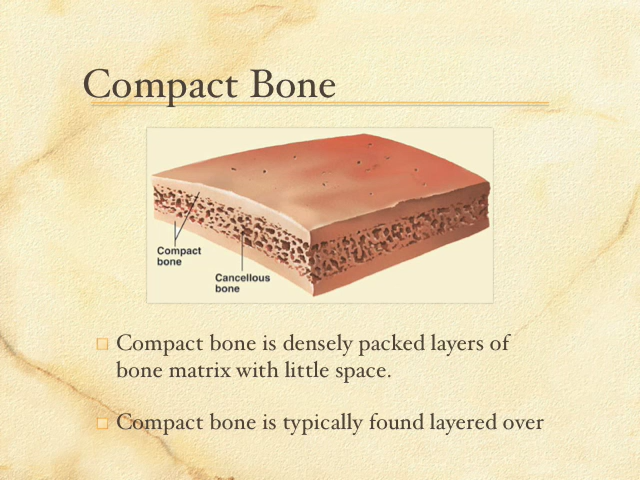 Compact Bone
Compact
bone
Cancellous
bone
Compact bone is densely packed layers of
bone matrix with little space.
Compact bone is typically found layered over